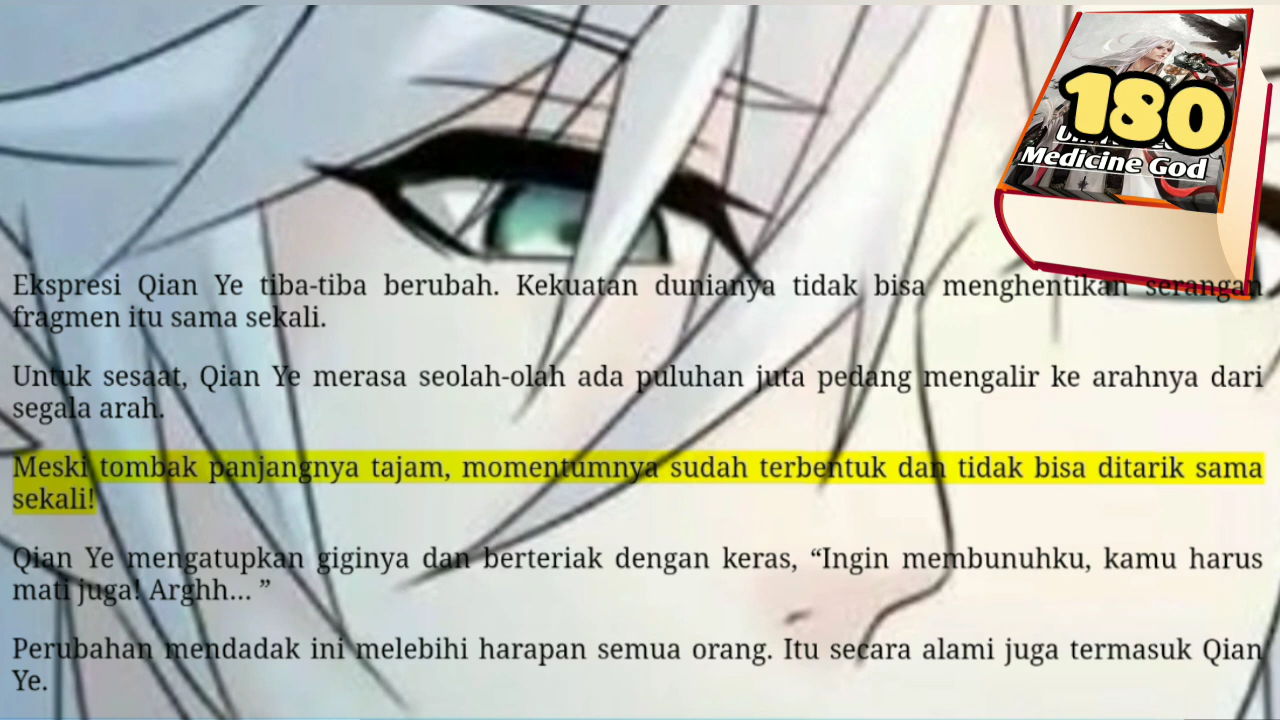 180
Medicine God
Ekspresi Qian Ye tiba-tiba berubah. Kekuatan dunianya tidak bisa menghentikan serangan
fragmen itu sama sekali.
Untuk sesaat, Qian Ye merasa seolah-olah ada puluhan juta pedang mengalir ke arahnya dari
segala arah.
Meski tombak panjangnya tajam, momentumnya sudah terbentuk dan tidak bisa ditarik sama
sekali!
Qian Ye mengatupkan giginya dan berteriak dengan keras, “Ingin membunuhku, kamu harus
mati juga! Arghh... ”
Perubahan mendadak ini melebihi harapan semua orang. Itu secara alami juga termasuk Qian
Ye.